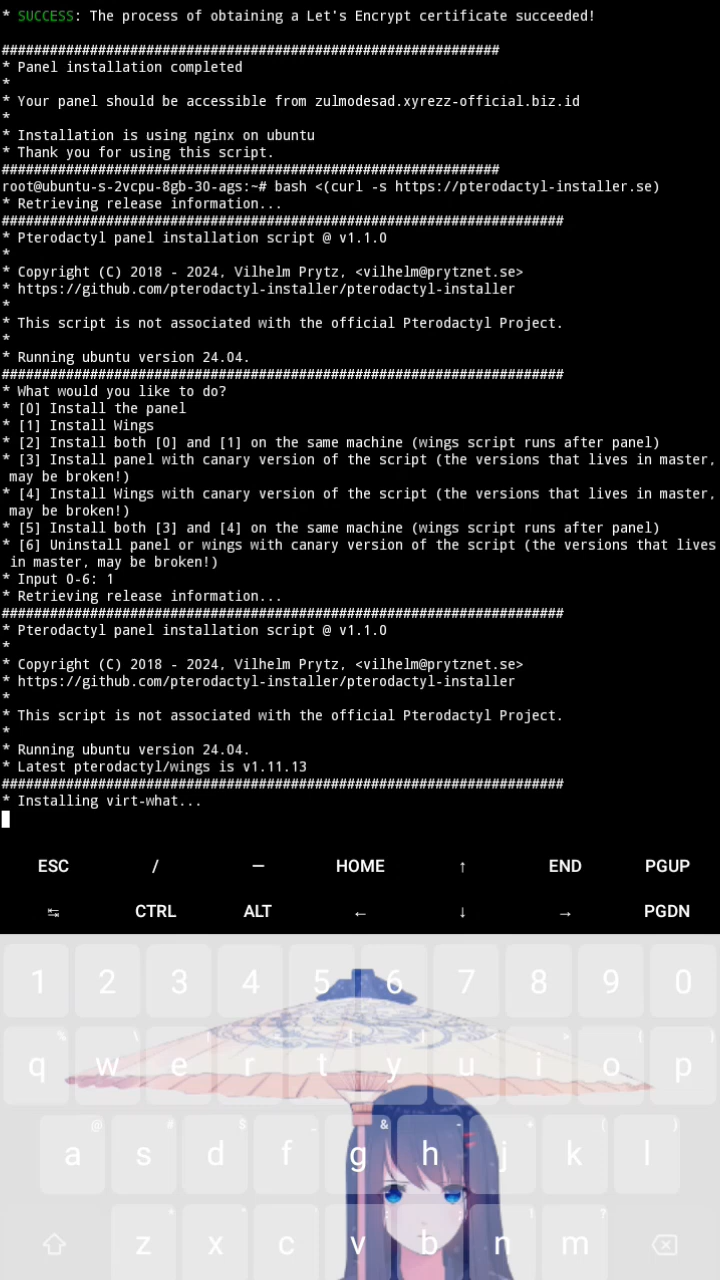 * SUCCESS: The process of obtaining a Let's Encrypt certificate succeeded!
##############################################################
* Panel installation completed
*
* Your panel should be accessible from zulmodesad.xyrezz-official.biz.id
*
* Installation is using nginx on ubuntu
* Thank you for using this script.
##############################################################
root@ubuntu-s-2vcpu-8gb-30-ags:~# bash <(curl -s https://pterodactyl-installer.se)
* Retrieving release information...
######################################################################
* Pterodactyl panel installation script @ v1.1.0
*
* Copyright (C) 2018 - 2024, Vilhelm Prytz, <vilhelm@prytznet.se>
* https://github.com/pterodactyl-installer/pterodactyl-installer
*
* This script is not associated with the official Pterodactyl Project.
*
* Running ubuntu version 24.04.
######################################################################
* What would you like to do?
* [0] Install the panel
* [1] Install Wings
* [2] Install both [0] and [1] on the same machine (wings script runs after panel)
* [3] Install panel with canary version of the script (the versions that lives in master,
may be broken!)
* [4] Install Wings with canary version of the script (the versions that lives in master,
may be broken!)
* [5] Install both [3] and [4] on the same machine (wings script runs after panel)
* [6] Uninstall panel or wings with canary version of the script (the versions that lives
in master, may be broken!)
* Input 0-6: 1
* Retrieving release information...
######################################################################
* Pterodactyl panel installation script @ v1.1.0
*
* Copyright (C) 2018 - 2024, Vilhelm Prytz, <vilhelm@prytznet.se>
* https://github.com/pterodactyl-installer/pterodactyl-installer
*
* This script is not associated with the official Pterodactyl Project.
*
* Running ubuntu version 24.04.
* Latest pterodactyl/wings is v1.11.13
######################################################################
* Installing virt-what...
ESC / — HOME ↑ END PGUP
↹ CTRL ALT ← ↓ → PGDN
1 2 3 4 5 6 7 8 9 0
q w e r t y u i o p
a s d f g h j k l
z x c v b n m